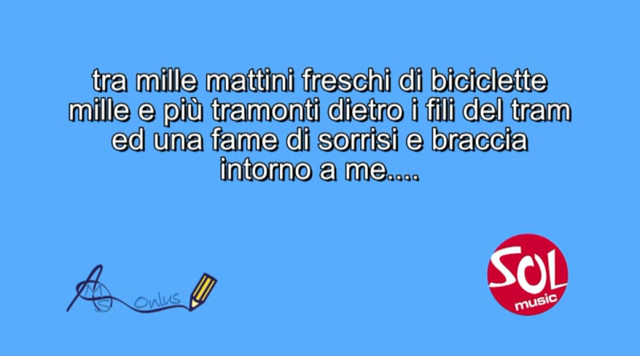 tra mille mattini freschi di biciclette
mille e più tramonti dietro i fili del tram
ed una fame di sorrisi e braccia
intorno a me....
onlus
SOL
music